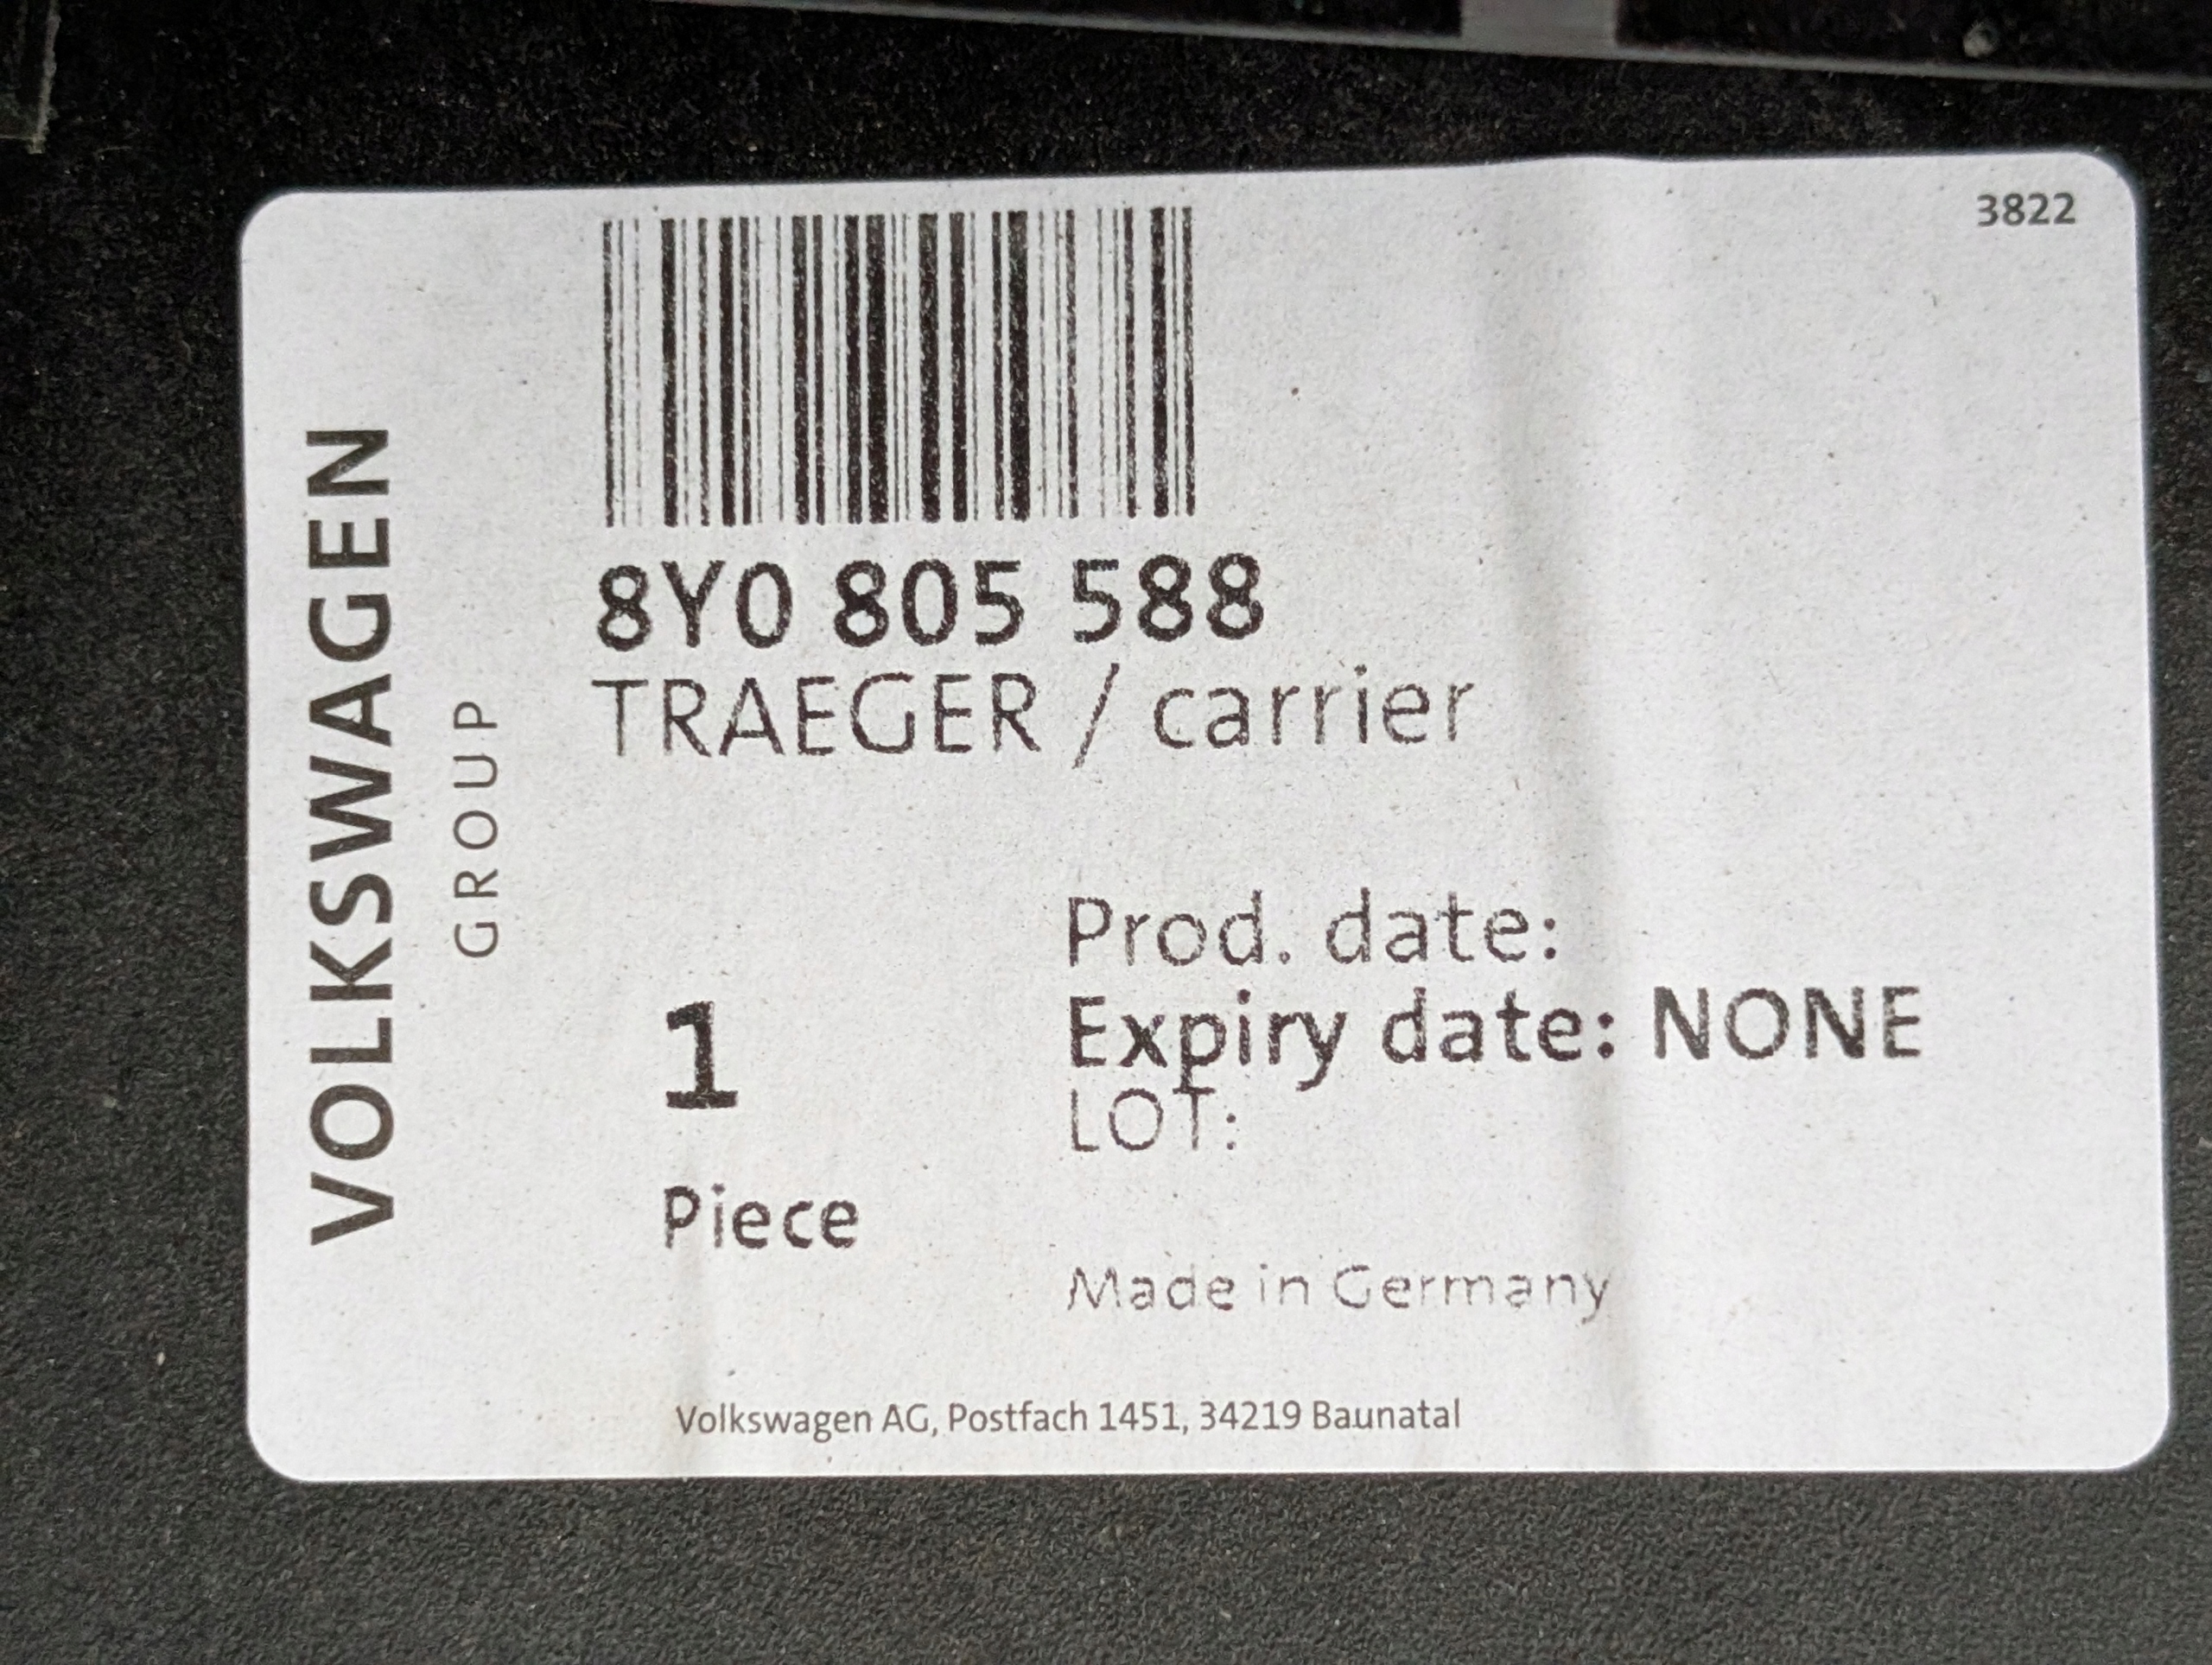 3822
VOLKSWAGEN
GROUP
8Y0 805 588
TRAEGER / carrier
Prod. date:
Expiry date: NONE
LOT:
1
Piece
Made in Germany
Volkswagen AG, Postfach 1451, 34219 Baunatal